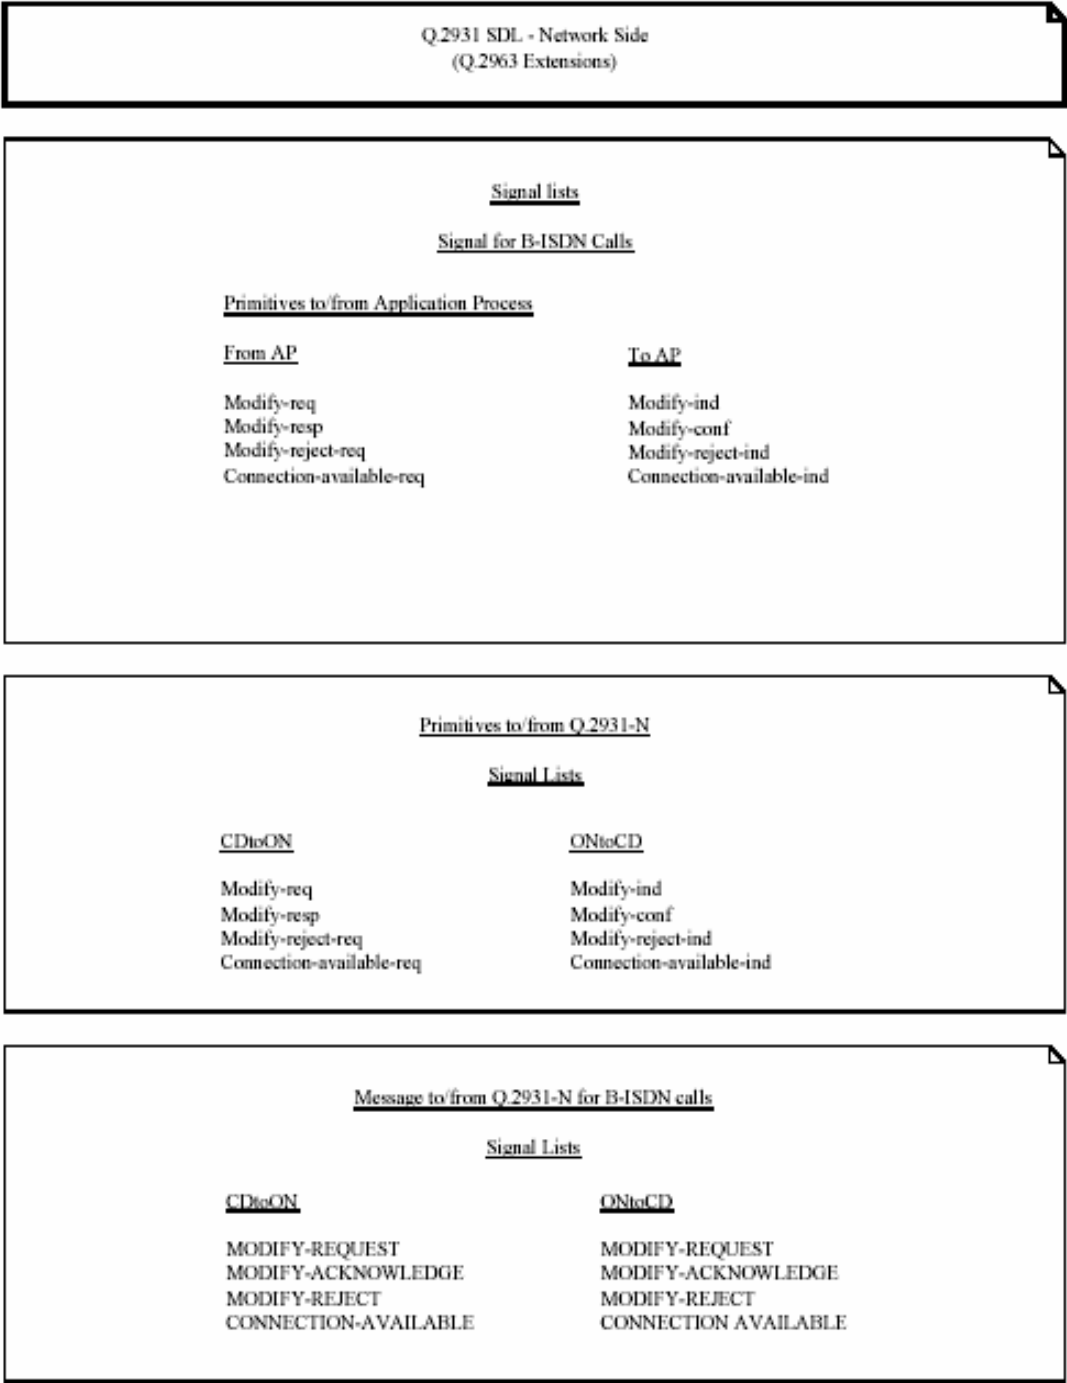 Q.2931 SDL - Network Side
(Q.2963 Extensions)
Signal lists
Signal for B-ISDN Calls
Primitives to/from Application Process
From AP
To AP
Modify-req
Modify-ind
Modify-resp
Modify-conf
Modify-reject-req
Modify-reject-ind
Connection-available-req
Connection-available-ind
Primitives to/from Q.2931-N
Signal Lists
CDtoON
ONtoCD
Modify-req
Modify-ind
Modify-resp
Modify-conf
Modify-reject-req
Modify-reject-ind
Connection-available-req
Connection-available-ind
Message to/from Q.2931-N for B-ISDN calls
Signal Lists
CDtoON
ONtoCD
MODIFY-REQUEST
MODIFY-REQUEST
MODIFY-ACKNOWLEDGE
MODIFY-ACKNOWLEDGE
MODIFY-REJECT
MODIFY-REJECT
CONNECTION-AVAILABLE
CONNECTION AVAILABLE